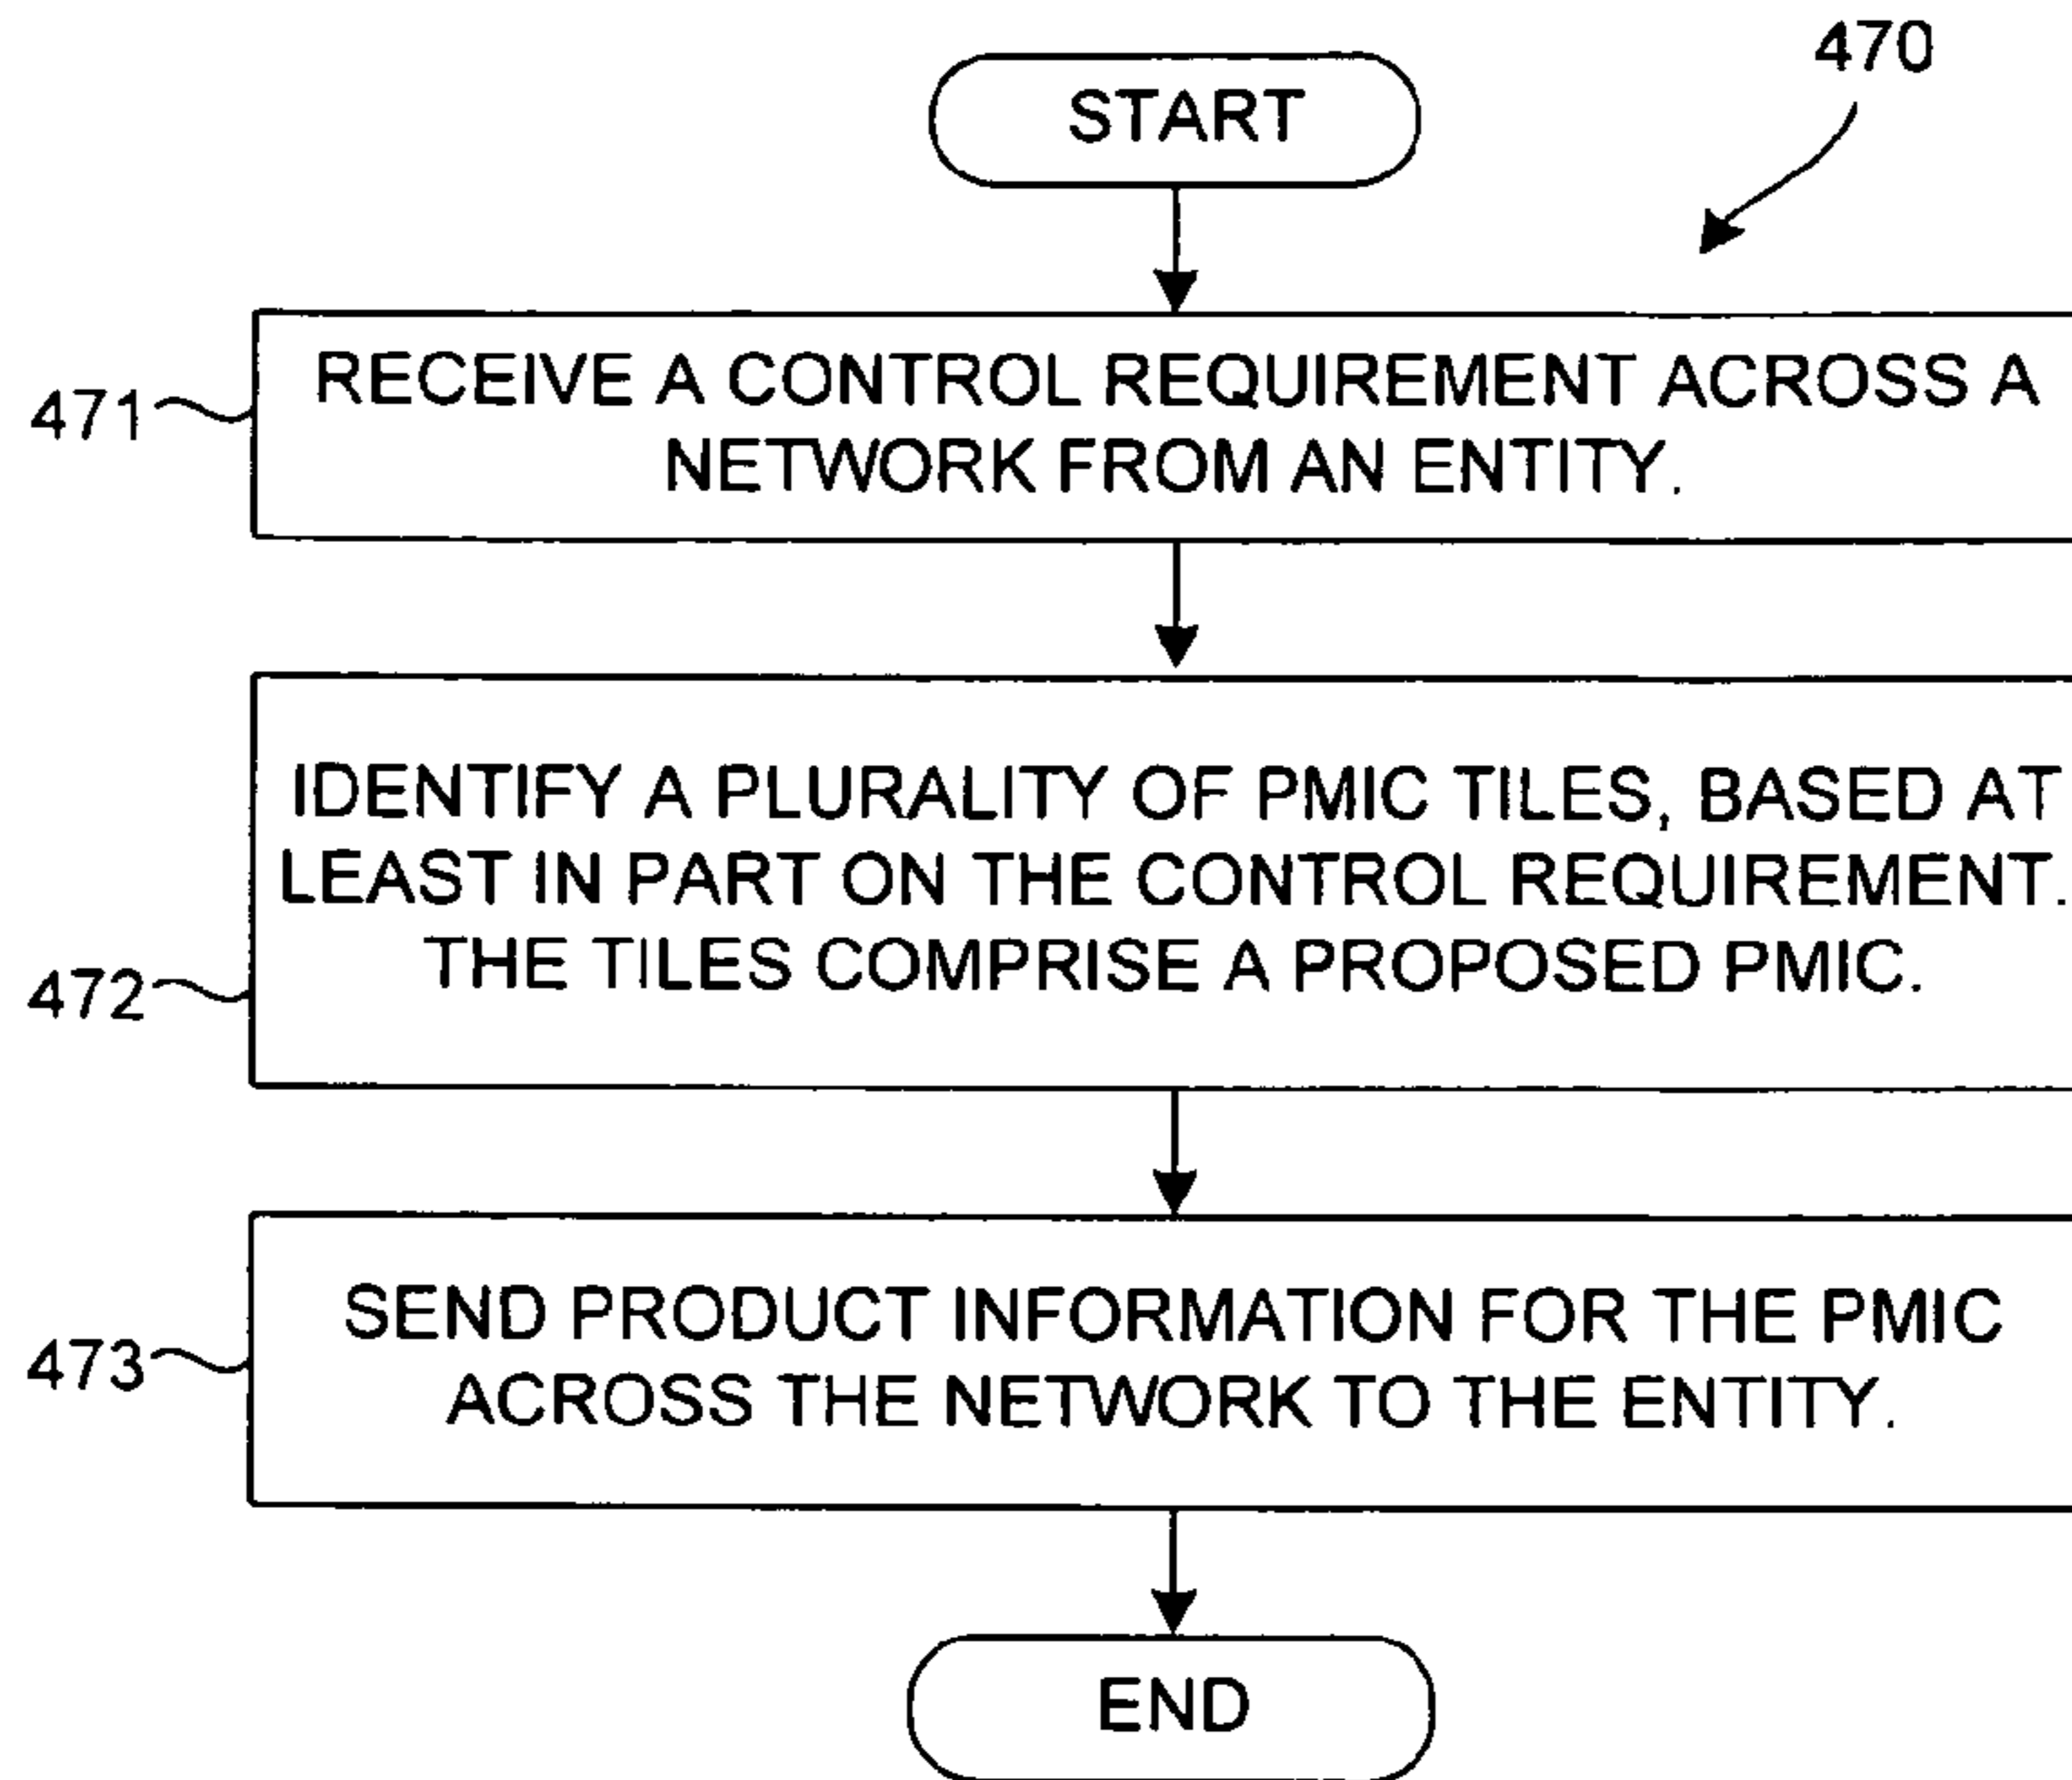 470
START
471
RECEIVE A CONTROL REQUIREMENT ACROSS A
NETWORK FROM AN ENTITY.
IDENTIFY A PLURALITY OF PMIC TILES, BASED AT
LEAST IN PART ON THE CONTROL REQUIREMENT.
THE TILES COMPRISE A PROPOSED PMIC.
472
SEND PRODUCT INFORMATION FOR THE PMIC
ACROSS THE NETWORK TO THE ENTITY.
473
END